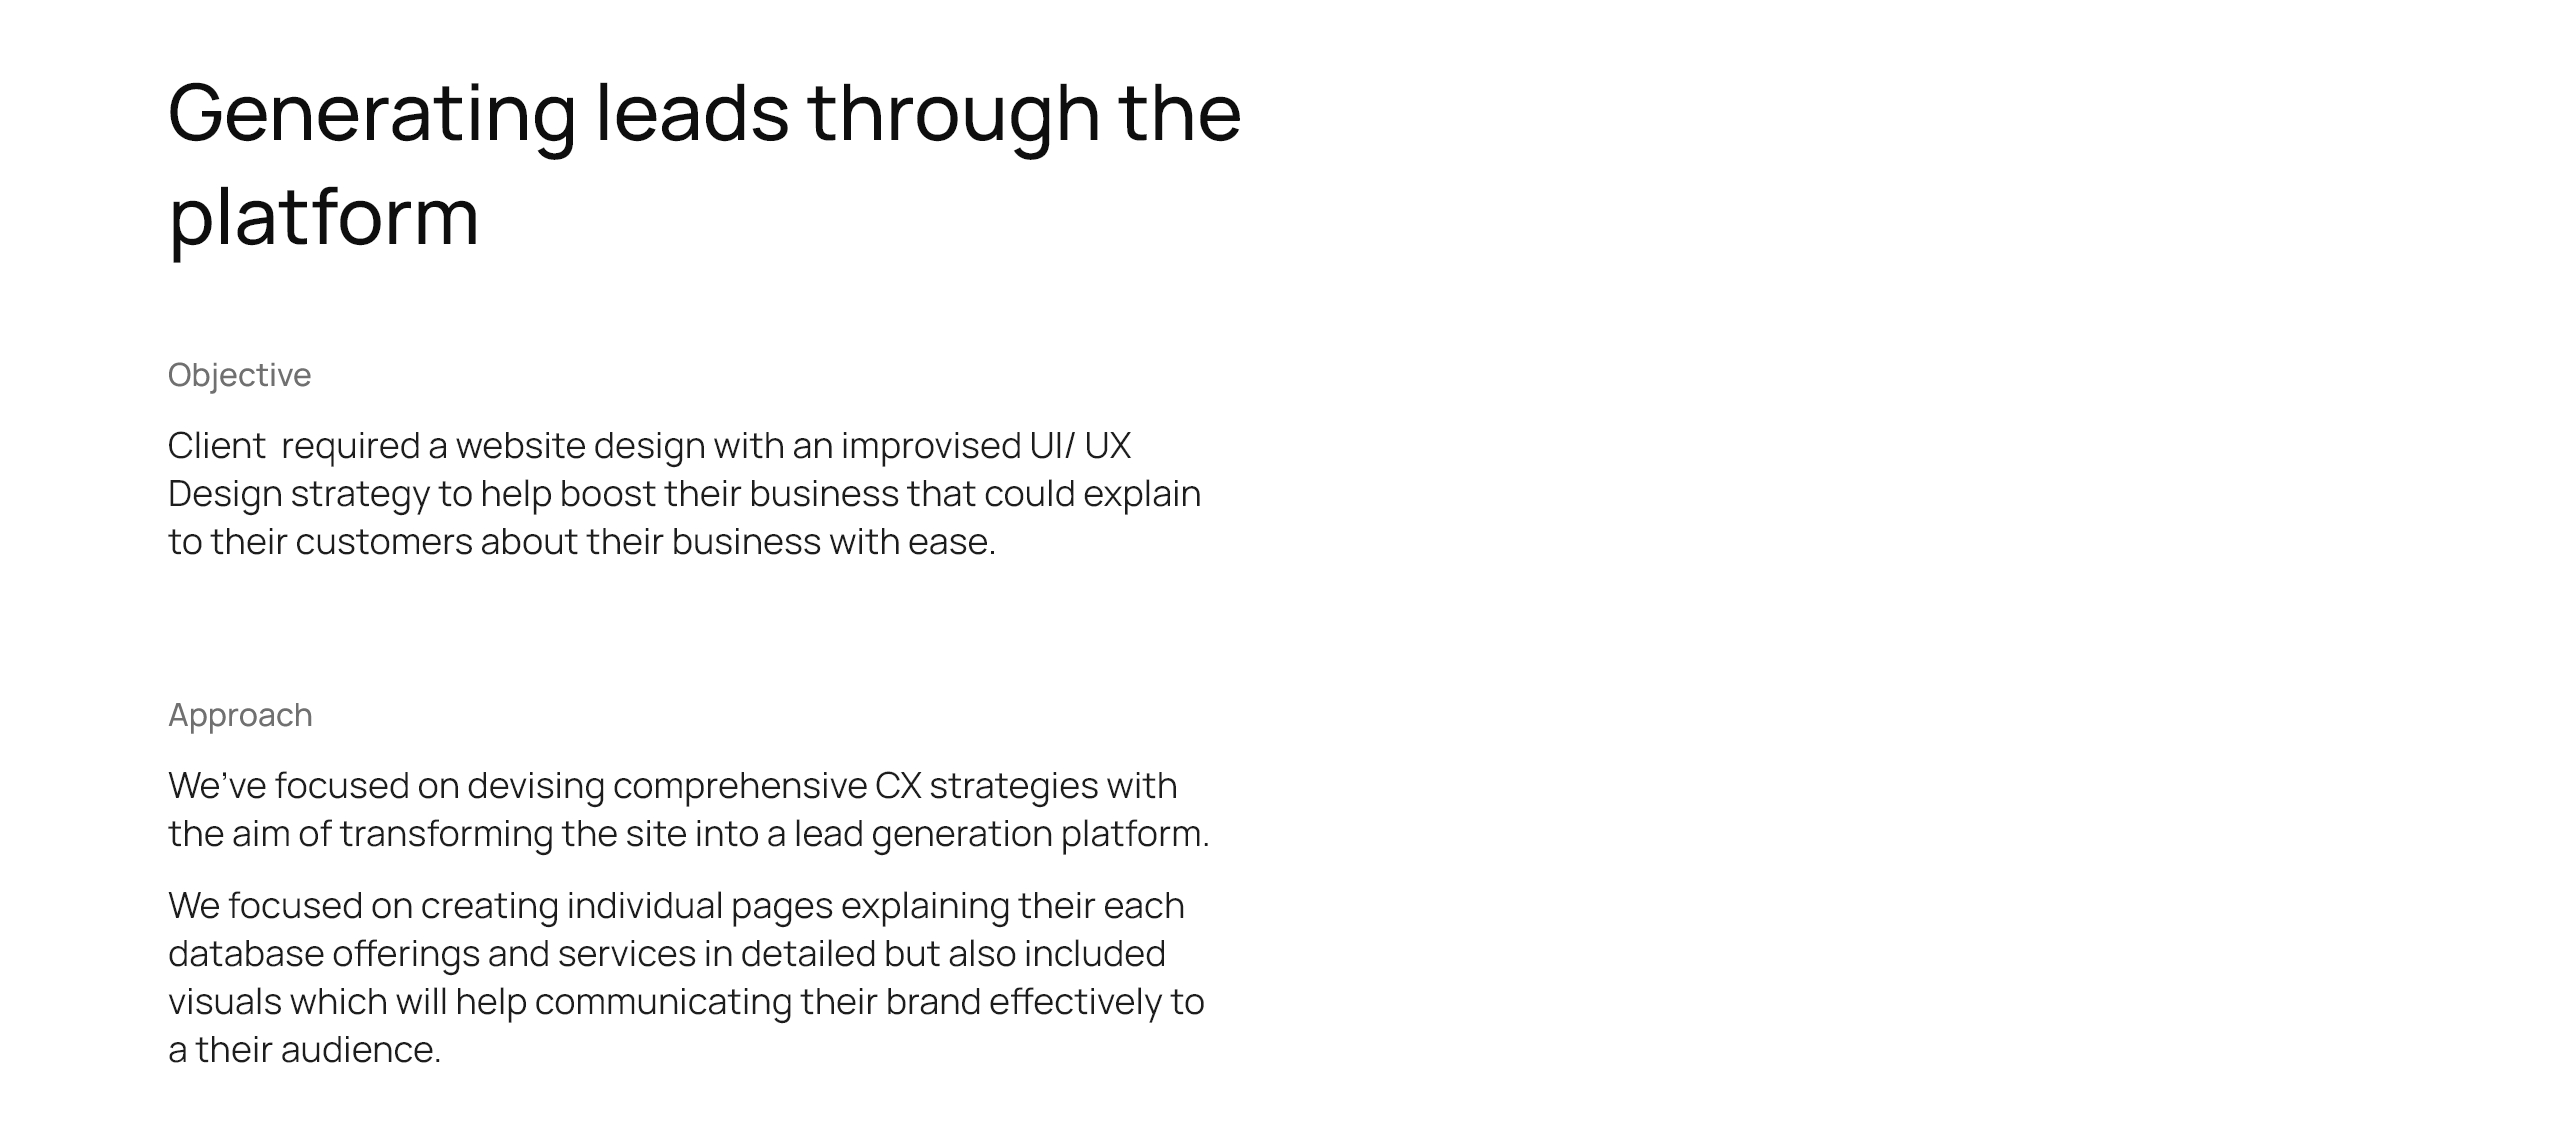 Generating leads through the
platform
Objective
Client  required a website design with an improvised UI/ UX
Design strategy to help boost their business that could explain
to their customers about their business with ease.
Approach
We’ve focused on devising comprehensive CX strategies with
the aim of transforming the site into a lead generation platform.
We focused on creating individual pages explaining their each
database offerings and services in detailed but also included
visuals which will help communicating their brand effectively to
a their audience.